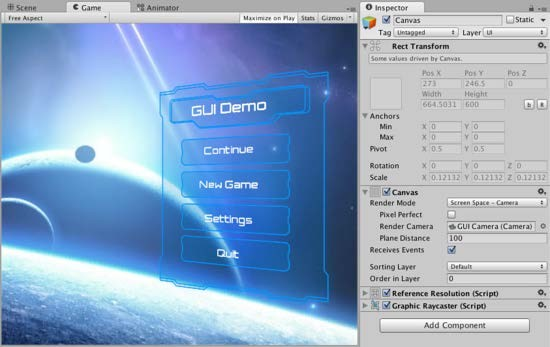 Scene Game Animator
Free Aspect Maximize on Play Stats Gizmos
GUI Demo
Continue
New Game
Settings
Quit
Inspector
Canvas Static
Tag Untagged Layer UI
Rect Transform
Some values driven by Canvas.
Pos X Pos Y Pos Z
273 246.5 0
Width Height
664.5031 600 R
Anchors
Min X 0 Y 0
Max X 0 Y 0
Pivot X 0.5 Y 0.5
Rotation X 0 Y 0 Z 0
Scale X 0.12132 Y 0.12132 Z 0.12132
Canvas
Render Mode Screen Space - Camera
Pixel Perfect
Render Camera GUI Camera (Camera)
Plane Distance 100
Receives Events
Sorting Layer Default
Order in Layer 0
Reference Resolution (Script)
Graphic Raycaster (Script)
Add Component